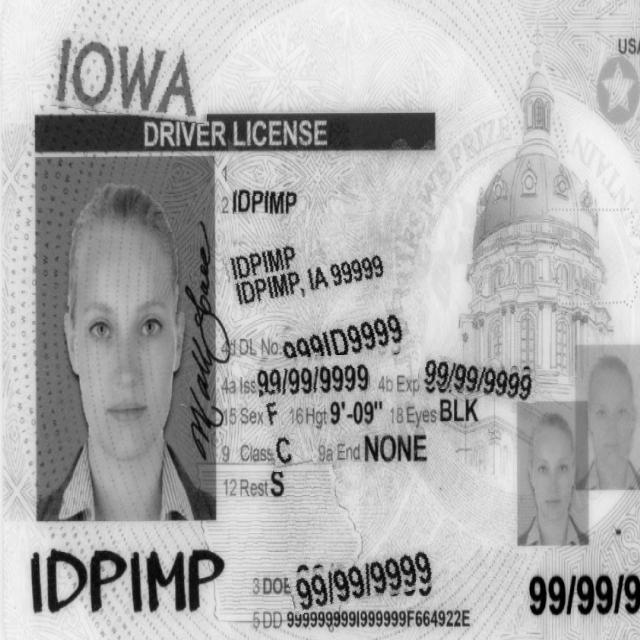 IOWA
USA
DRIVER LICENSE
1
2 IDPIMP
IDPIMP
IDPIMP, IA 99999
4d DL No. 999ID9999
4a Iss 99/99/9999 4b Exp 99/99/9999
15 Sex F 16 Hgt 9'-09" 18 Eyes BLK
9 Class C 9a End NONE
12 Rest S
IDPIMP
3 DOB 99/99/9999
99/99/9
5 DD 9999999991999999F664922E